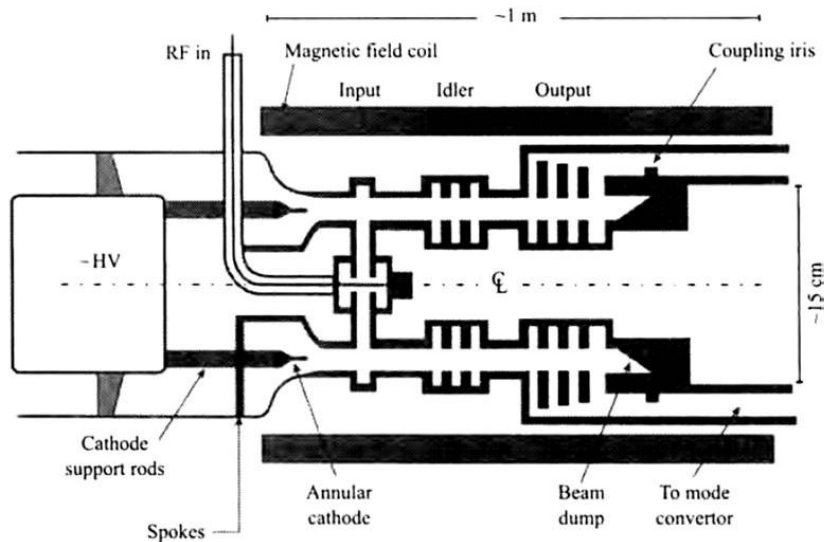 ~1 m
RF in
Magnetic field coil
Coupling iris
Input
Idler
Output
~HV
℄
~15 cm
Cathode
support rods
Spokes
Annular
cathode
Beam
dump
To mode
convertor